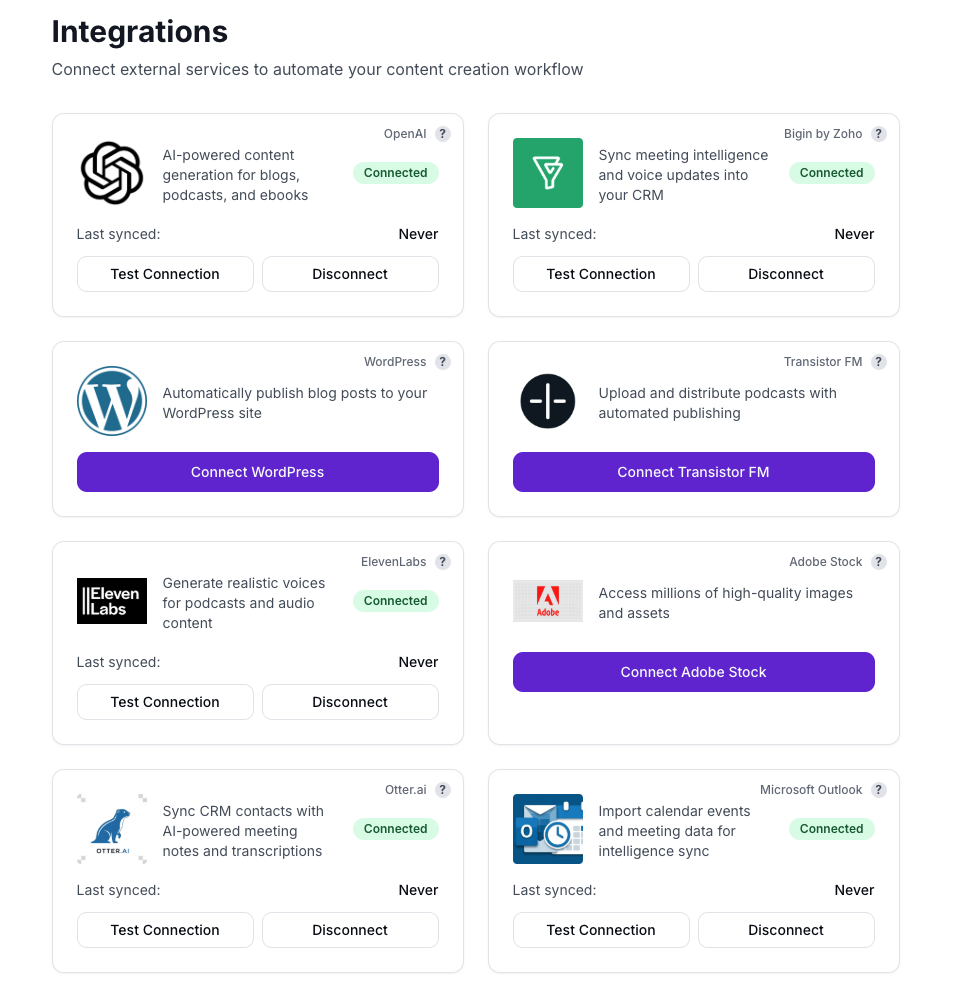 Integrations
Connect external services to automate your content creation workflow
OpenAI ?
AI-powered content
generation for blogs,
podcasts, and ebooks
Connected
Last synced:
Never
Test Connection
Disconnect
Bigin by Zoho ?
Sync meeting intelligence
and voice updates into
your CRM
Connected
Last synced:
Never
Test Connection
Disconnect
WordPress ?
W
Automatically publish blog posts to your
WordPress site
Connect WordPress
Transistor FM ?
Upload and distribute podcasts with
automated publishing
Connect Transistor FM
ElevenLabs ?
||Eleven
Labs
Generate realistic voices
for podcasts and audio
content
Connected
Last synced:
Never
Test Connection
Disconnect
Adobe Stock ?
Adobe
Access millions of high-quality images
and assets
Connect Adobe Stock
Otter.ai ?
OTTER.AI
Sync CRM contacts with
AI-powered meeting
notes and transcriptions
Connected
Last synced:
Never
Test Connection
Disconnect
Microsoft Outlook ?
O
Import calendar events
and meeting data for
intelligence sync
Connected
Last synced:
Never
Test Connection
Disconnect